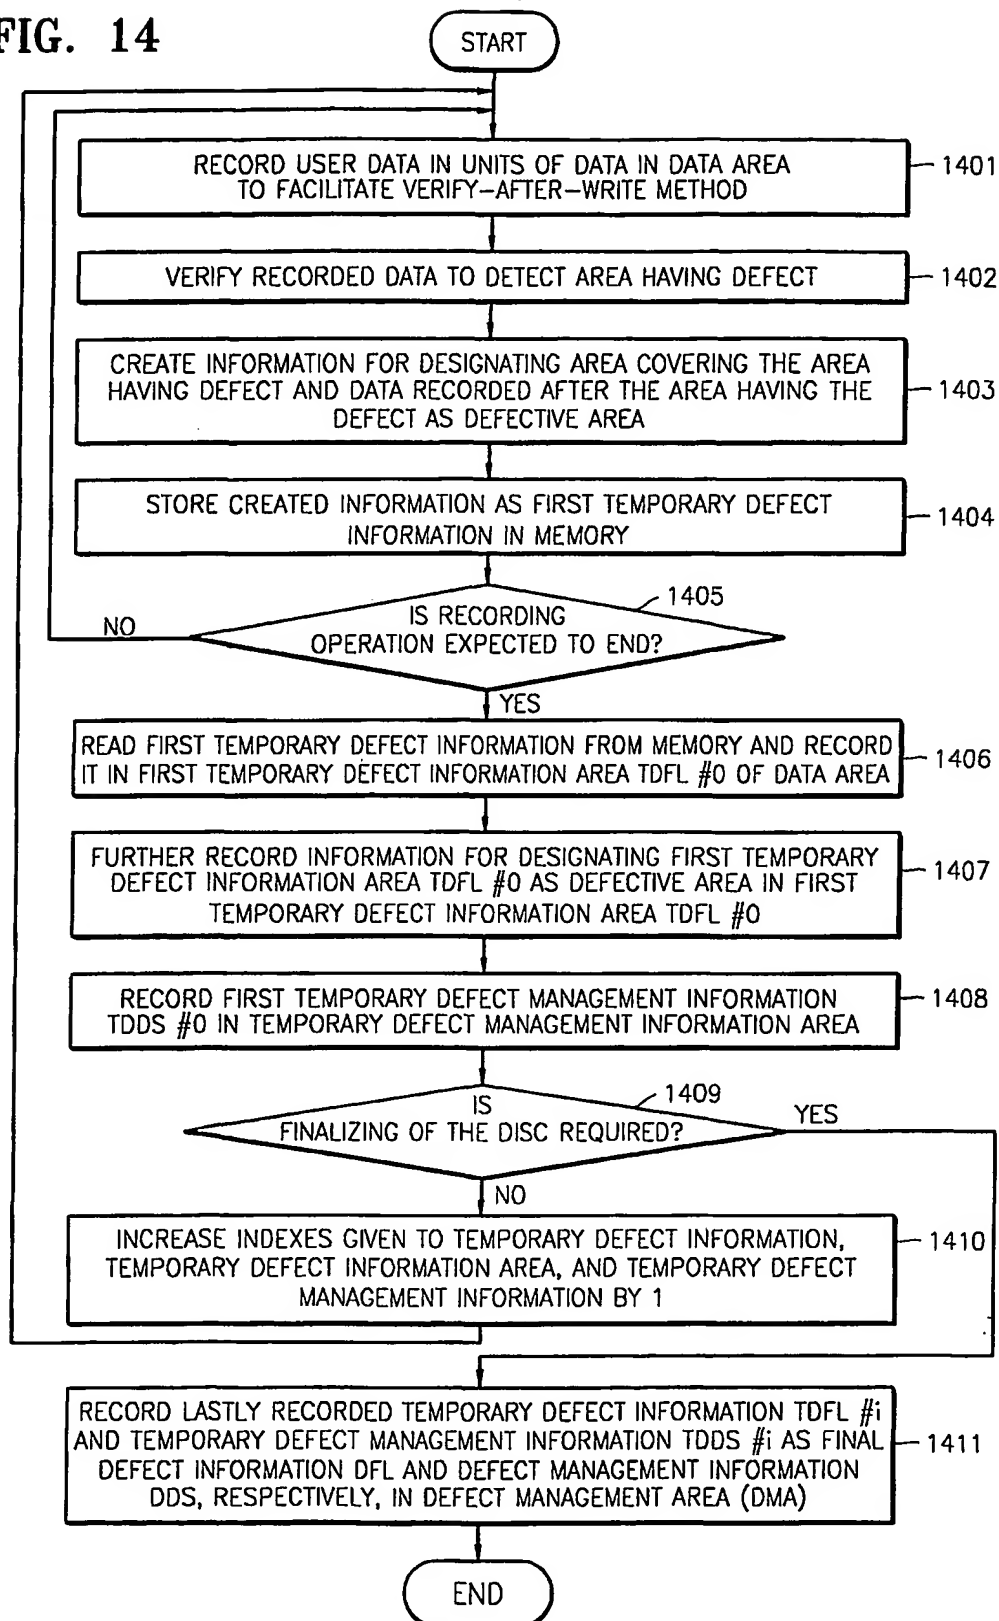 FIG. 14
START
RECORD USER DATA IN UNITS OF DATA IN DATA AREA
TO FACILITATE VERIFY-AFTER-WRITE METHOD
1401
VERIFY RECORDED DATA TO DETECT AREA HAVING DEFECT
1402
CREATE INFORMATION FOR DESIGNATING AREA COVERING THE AREA
HAVING DEFECT AND DATA RECORDED AFTER THE AREA HAVING THE
DEFECT AS DEFECTIVE AREA
1403
STORE CREATED INFORMATION AS FIRST TEMPORARY DEFECT
INFORMATION IN MEMORY
1404
1405
IS RECORDING
OPERATION EXPECTED TO END?
NO
YES
READ FIRST TEMPORARY DEFECT INFORMATION FROM MEMORY AND RECORD
IT IN FIRST TEMPORARY DEFECT INFORMATION AREA TDFL #0 OF DATA AREA
1406
FURTHER RECORD INFORMATION FOR DESIGNATING FIRST TEMPORARY
DEFECT INFORMATION AREA TDFL #0 AS DEFECTIVE AREA IN FIRST
TEMPORARY DEFECT INFORMATION AREA TDFL #0
1407
RECORD FIRST TEMPORARY DEFECT MANAGEMENT INFORMATION
TDDS #0 IN TEMPORARY DEFECT MANAGEMENT INFORMATION AREA
1408
1409
IS
FINALIZING OF THE DISC REQUIRED?
YES
NO
INCREASE INDEXES GIVEN TO TEMPORARY DEFECT INFORMATION,
TEMPORARY DEFECT INFORMATION AREA, AND TEMPORARY DEFECT
MANAGEMENT INFORMATION BY 1
1410
RECORD LASTLY RECORDED TEMPORARY DEFECT INFORMATION TDFL #i
AND TEMPORARY DEFECT MANAGEMENT INFORMATION TDDS #i AS FINAL
DEFECT INFORMATION DFL AND DEFECT MANAGEMENT INFORMATION
DDS, RESPECTIVELY, IN DEFECT MANAGEMENT AREA (DMA)
1411
END